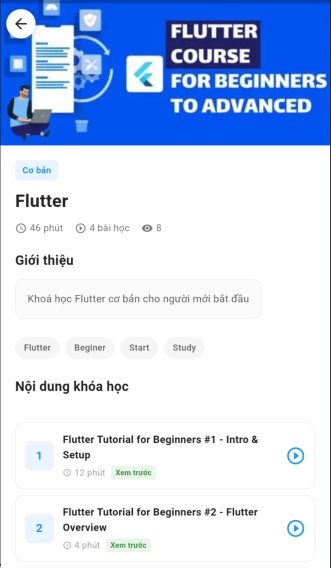 FLUTTER
COURSE
FOR BEGINNERS
TO ADVANCED
Cơ bản
Flutter
46 phút 4 bài học 8
Giới thiệu
Khoá học Flutter cơ bản cho người mới bắt đầu
Flutter Beginer Start Study
Nội dung khóa học
1
Flutter Tutorial for Beginners #1 - Intro &
Setup
12 phút Xem trước
2
Flutter Tutorial for Beginners #2 - Flutter
Overview
4 phút Xem trước